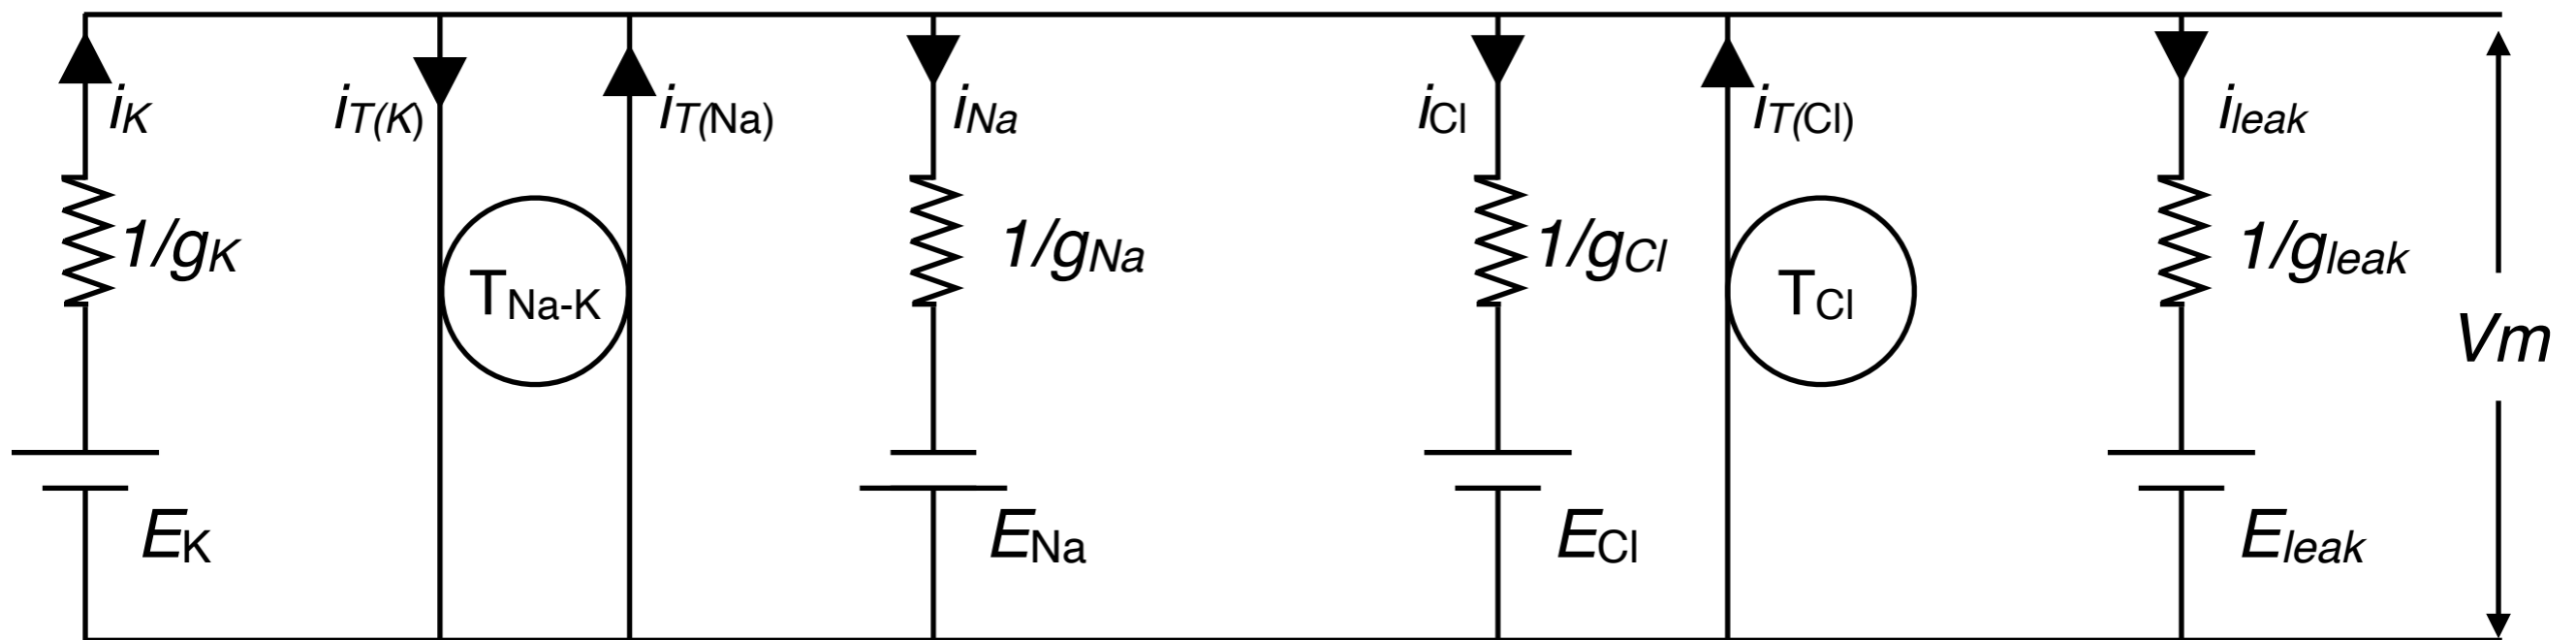 iK iT(K) iT(Na) iNa iCl iT(Cl) ileak
1/gK TNa-K 1/gNa 1/gCl TCl 1/gleak
Vm
EK ENa ECl Eleak